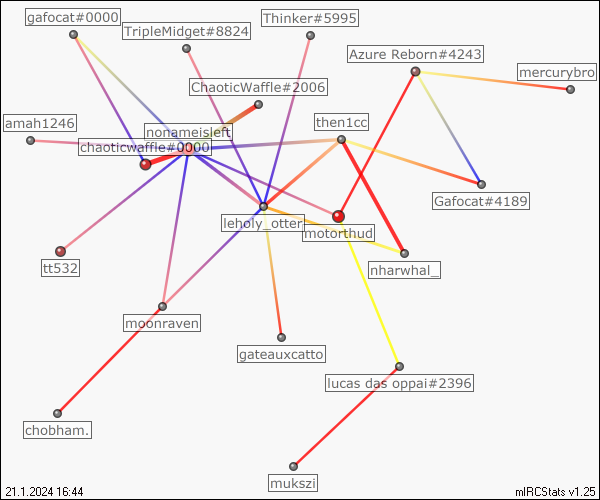 gafocat#0000
TripleMidget#8824
Thinker#5995
Azure Reborn#4243
mercurybro
ChaoticWaffle#2006
amah1246
nonameisleft
then1cc
chaoticwaffle#0000
Gafocat#4189
leholy_otter
motorthud
tt532
nharwhal_
moonraven
gateauxcatto
lucas das oppai#2396
chobham.
mukszi
21.1.2024 16:44
mIRCStats v1.25